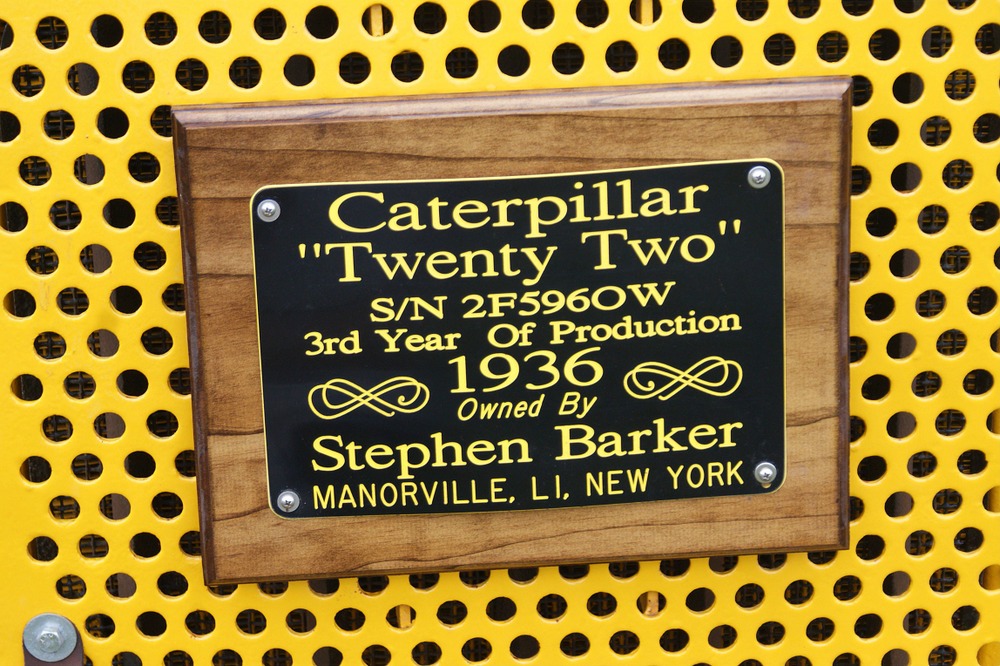 Caterpillar
"Twenty Two"
S/N 2F5960W
3rd Year Of Production
1936
Owned By
Stephen Barker
MANORVILLE, LI, NEW YORK